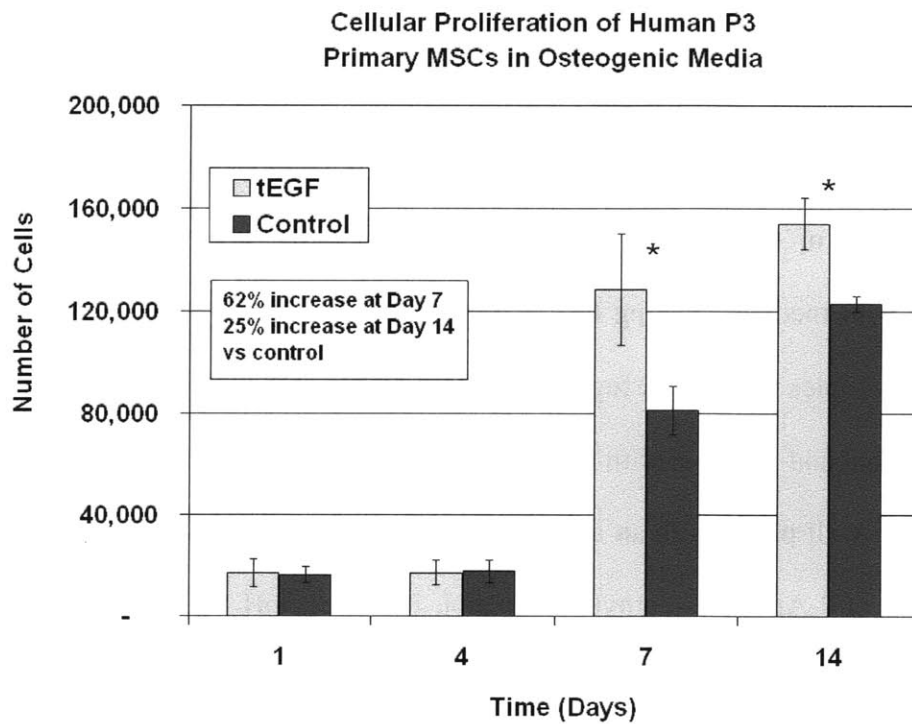 Cellular Proliferation of Human P3
Primary MSCs in Osteogenic Media
Number of Cells
200,000
160,000
120,000
80,000
40,000
-
tEGF
Control
62% increase at Day 7
25% increase at Day 14
vs control
*
*
1 4 7 14
Time (Days)